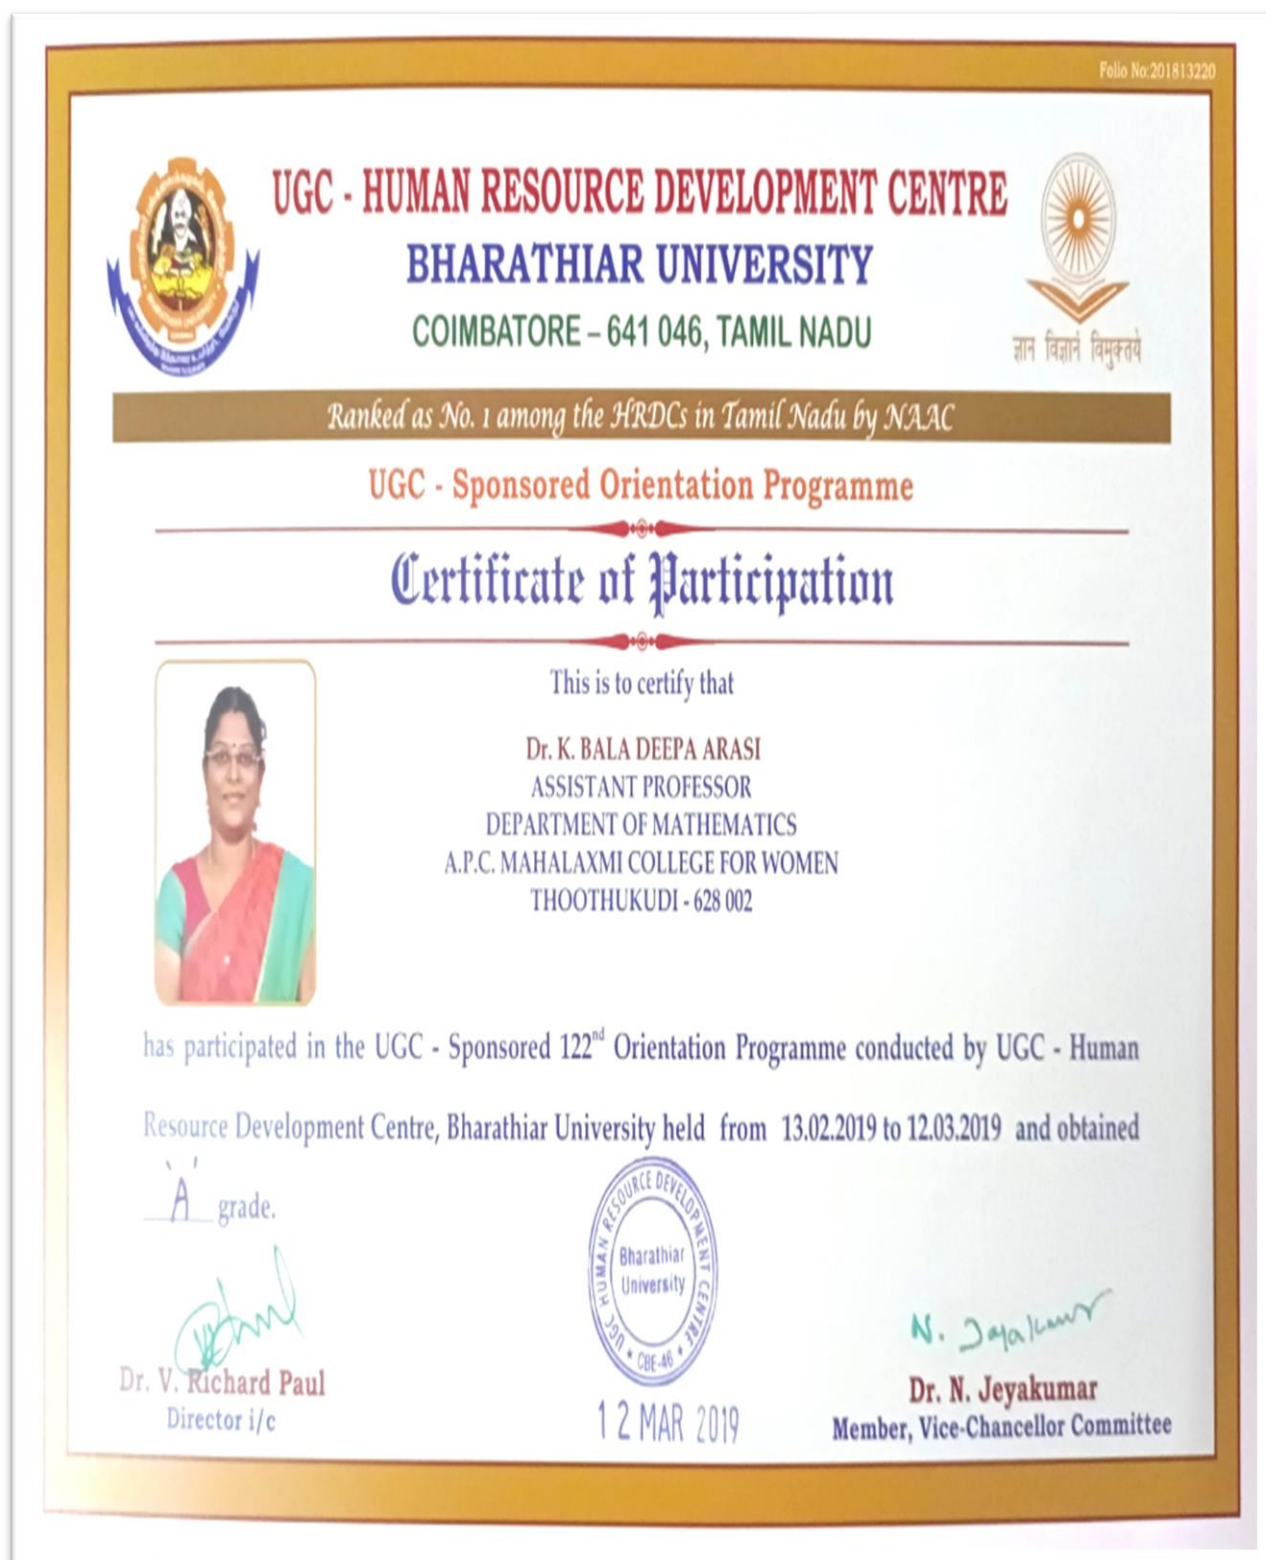 Folio No:201813220
UGC - HUMAN RESOURCE DEVELOPMENT CENTRE
BHARATHIAR UNIVERSITY
COIMBATORE – 641 046, TAMIL NADU
ज्ञान विज्ञानं विमुक्तये
Ranked as No. 1 among the HRDCs in Tamil Nadu by NAAC
UGC - Sponsored Orientation Programme
Certificate of Participation
This is to certify that
Dr. K. BALA DEEPA ARASI
ASSISTANT PROFESSOR
DEPARTMENT OF MATHEMATICS
A.P.C. MAHALAXMI COLLEGE FOR WOMEN
THOOTHUKUDI - 628 002
has participated in the UGC - Sponsored 122nd Orientation Programme conducted by UGC - Human
Resource Development Centre, Bharathiar University held from 13.02.2019 to 12.03.2019 and obtained
'A' grade.
UGC HUMAN RESOURCE DEVELOPMENT CENTRE
Bharathiar
University
* CBE-46 *
12 MAR 2019
Dr. V. Richard Paul
Director i/c
N. Jayakumar
Dr. N. Jeyakumar
Member, Vice-Chancellor Committee